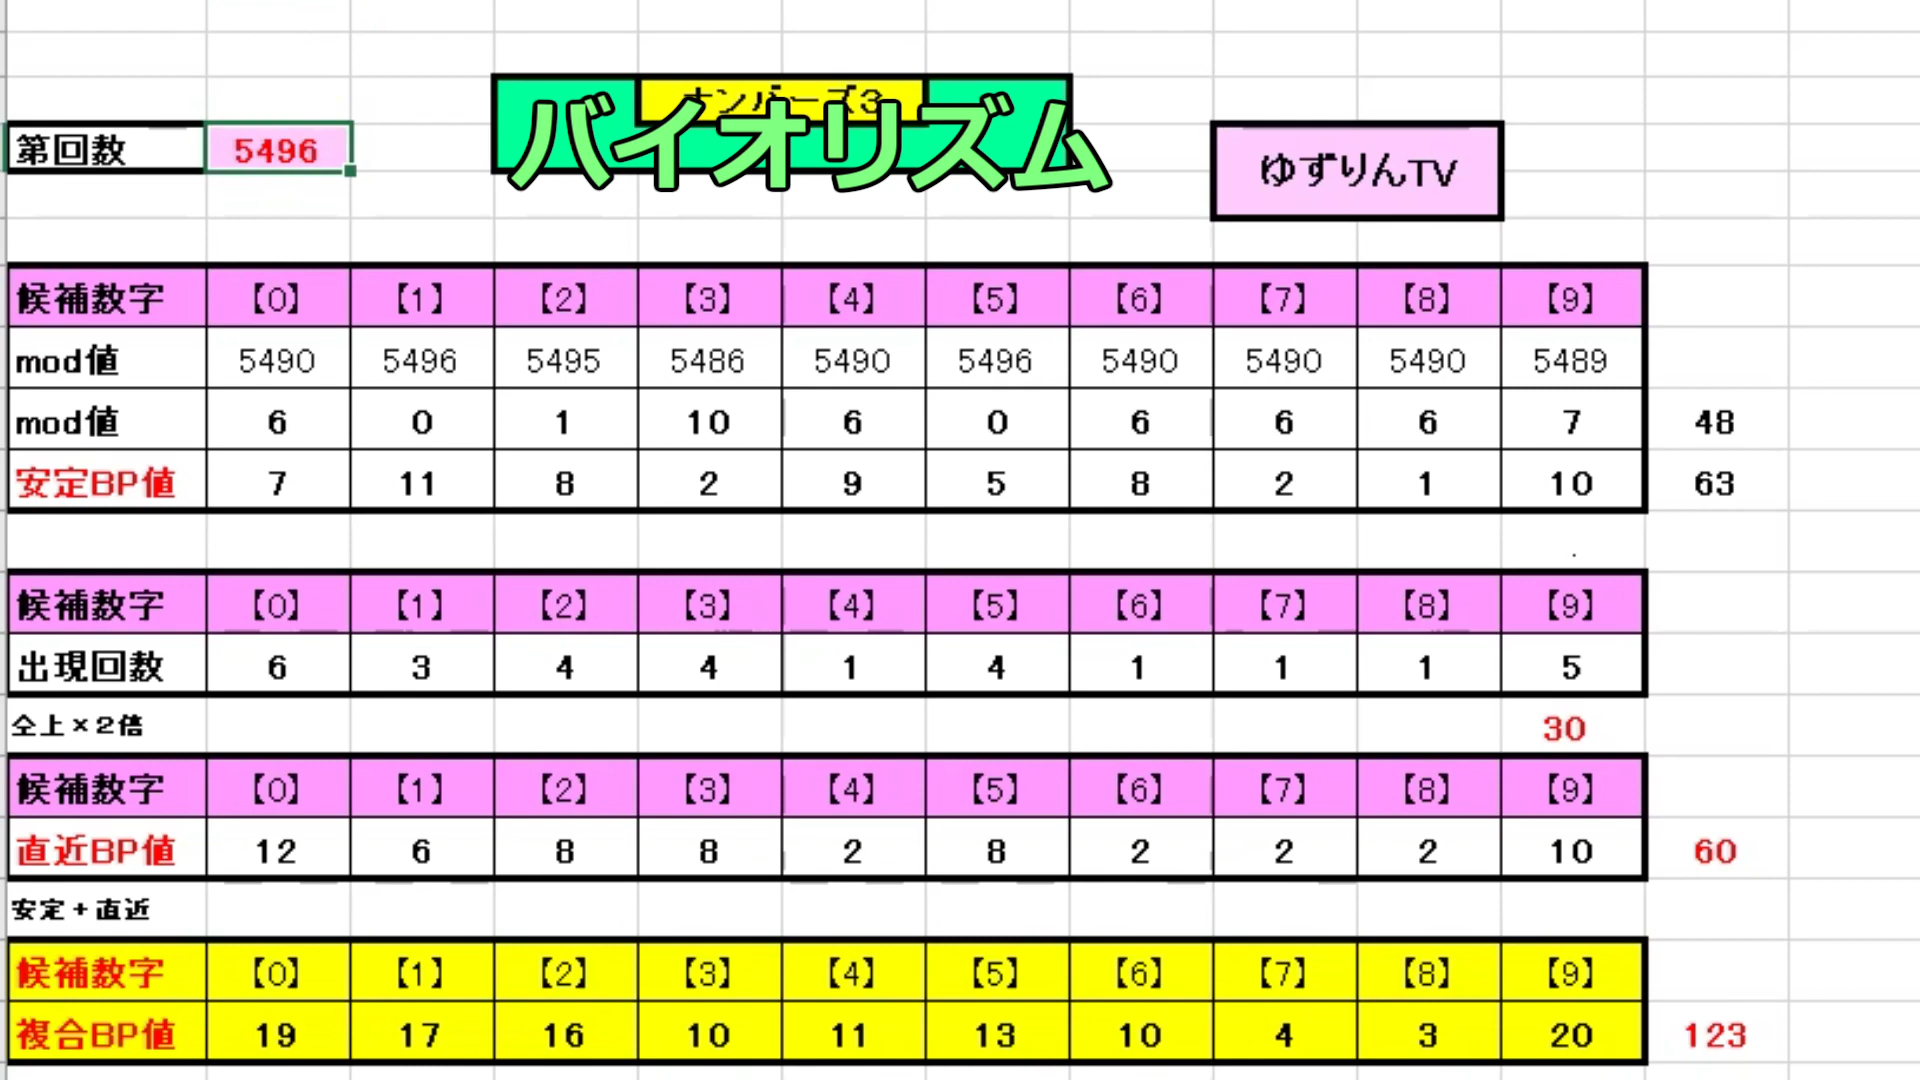 ナンバーズ3
バイオリズム
第回数 5496
ゆずりんTV
候補数字 【0】 【1】 【2】 【3】 【4】 【5】 【6】 【7】 【8】 【9】
mod値 5490 5496 5495 5486 5490 5496 5490 5490 5490 5489
mod値 6 0 1 10 6 0 6 6 6 7 48
安定BP値 7 11 8 2 9 5 8 2 1 10 63
候補数字 【0】 【1】 【2】 【3】 【4】 【5】 【6】 【7】 【8】 【9】
出現回数 6 3 4 4 1 4 1 1 1 5
仝上×2倍 30
候補数字 【0】 【1】 【2】 【3】 【4】 【5】 【6】 【7】 【8】 【9】
直近BP値 12 6 8 8 2 8 2 2 2 10 60
安定+直近
候補数字 【0】 【1】 【2】 【3】 【4】 【5】 【6】 【7】 【8】 【9】
複合BP値 19 17 16 10 11 13 10 4 3 20 123